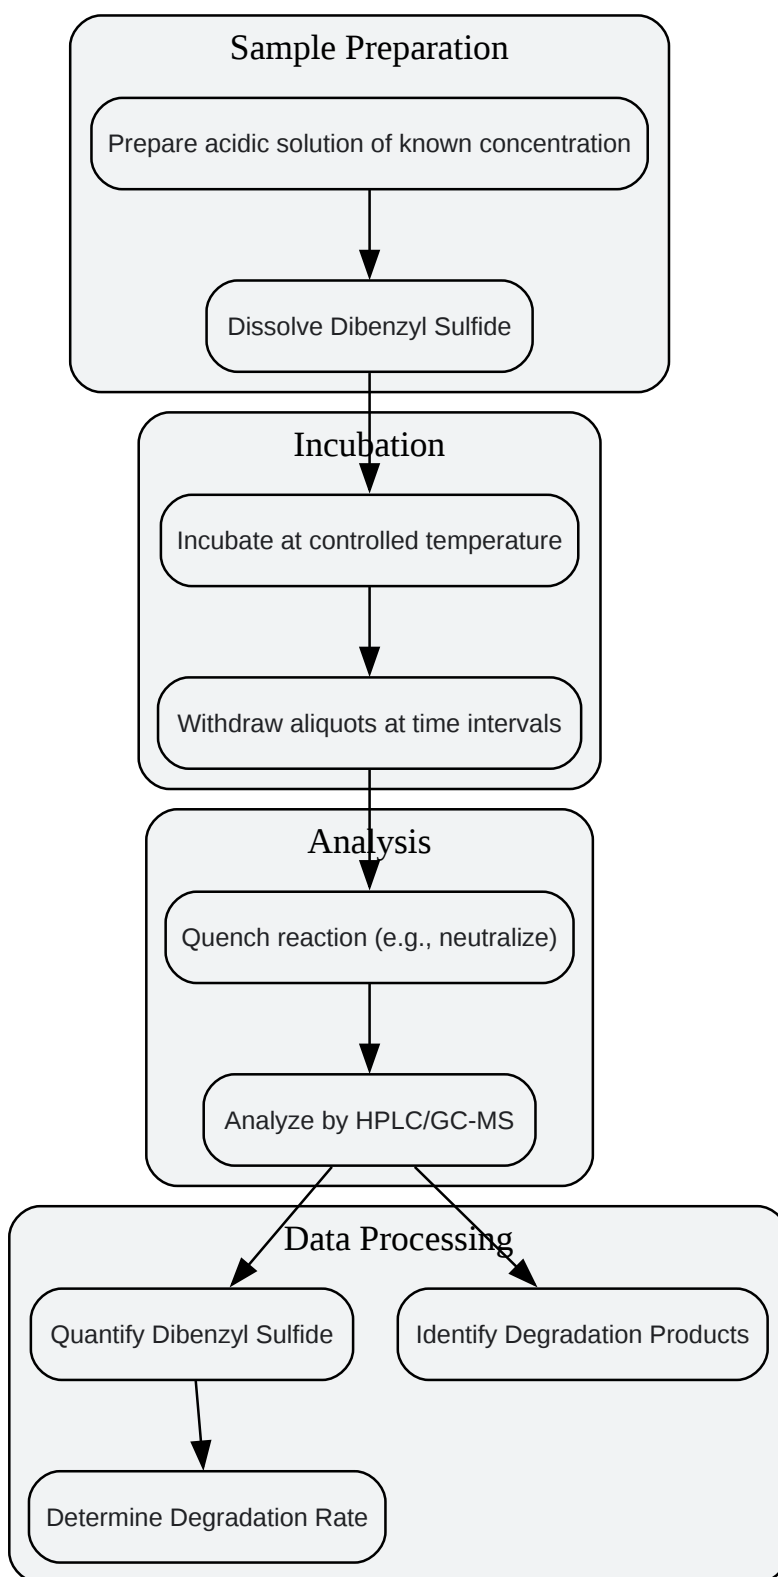 Sample Preparation
Prepare acidic solution of known concentration
Dissolve Dibenzyl Sulfide
Incubation
Incubate at controlled temperature
Withdraw aliquots at time intervals
Analysis
Quench reaction (e.g., neutralize)
Analyze by HPLC/GC-MS
Data Processing
Quantify Dibenzyl Sulfide
Identify Degradation Products
Determine Degradation Rate